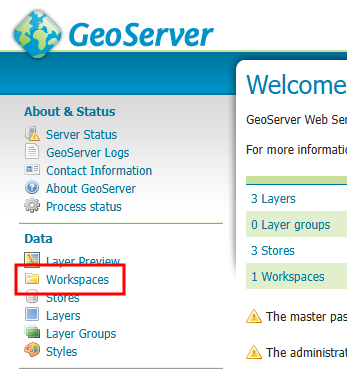 GeoServer
About & Status
Server Status
GeoServer Logs
Contact Information
About GeoServer
Process status
Data
Layer Preview
Workspaces
Stores
Layers
Layer Groups
Styles
Welcome
GeoServer Web Ser
For more informatio
3 Layers
0 Layer groups
3 Stores
1 Workspaces
The master pas
The administrat